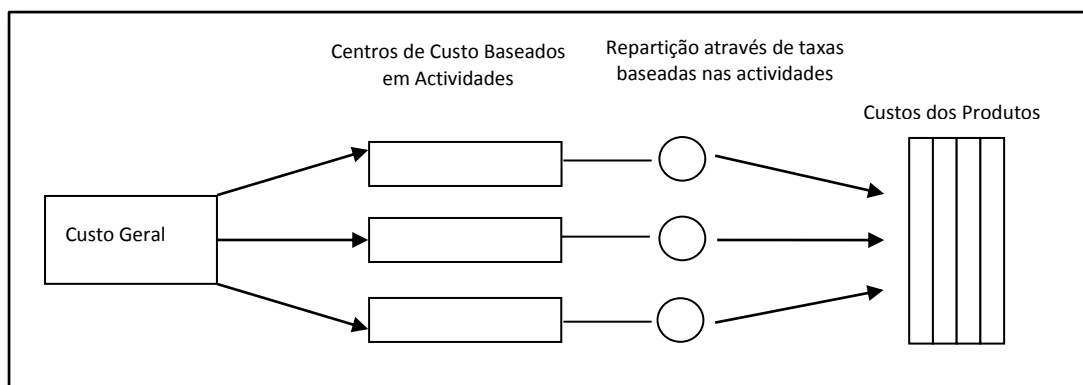 Centros de Custo Baseados
em Actividades
Repartição através de taxas
baseadas nas actividades
Custos dos Produtos
Custo Geral